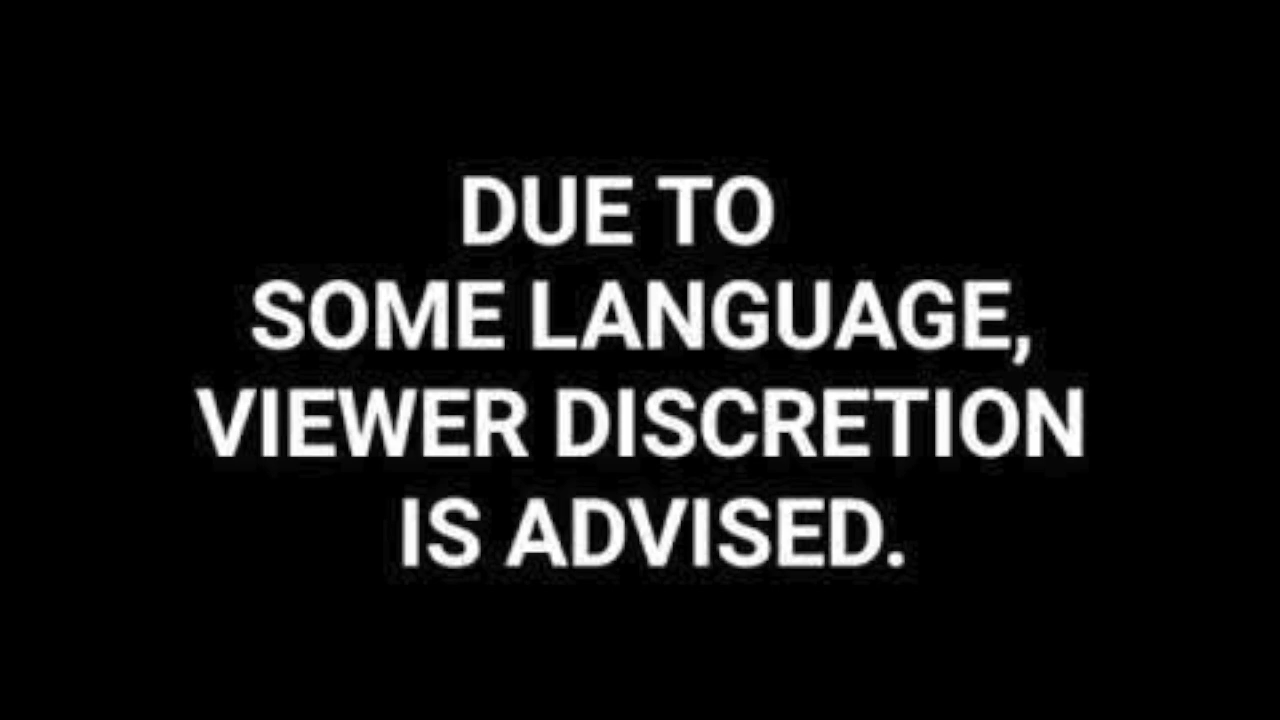 DUE TO
SOME LANGUAGE,
VIEWER DISCRETION
IS ADVISED.